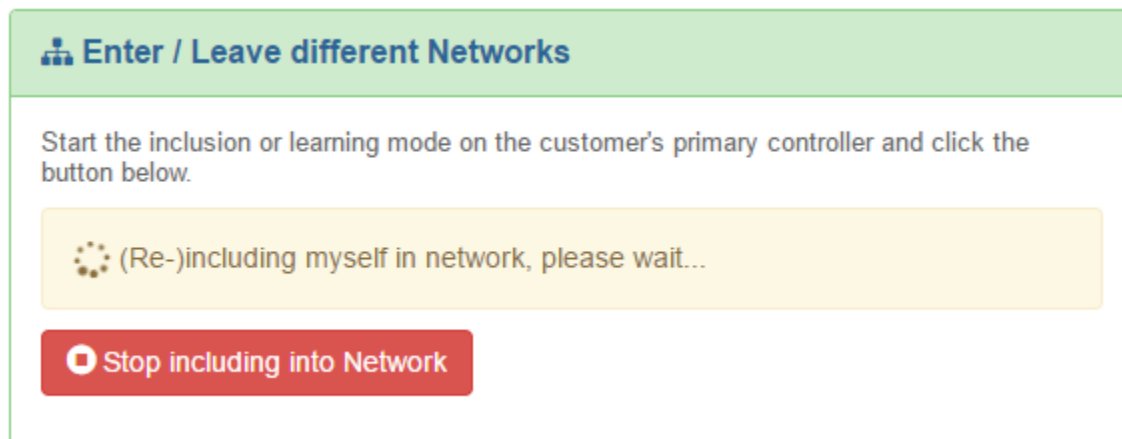 Enter / Leave different Networks
Start the inclusion or learning mode on the customer's primary controller and click the
button below.
(Re-)including myself in network, please wait...
Stop including into Network